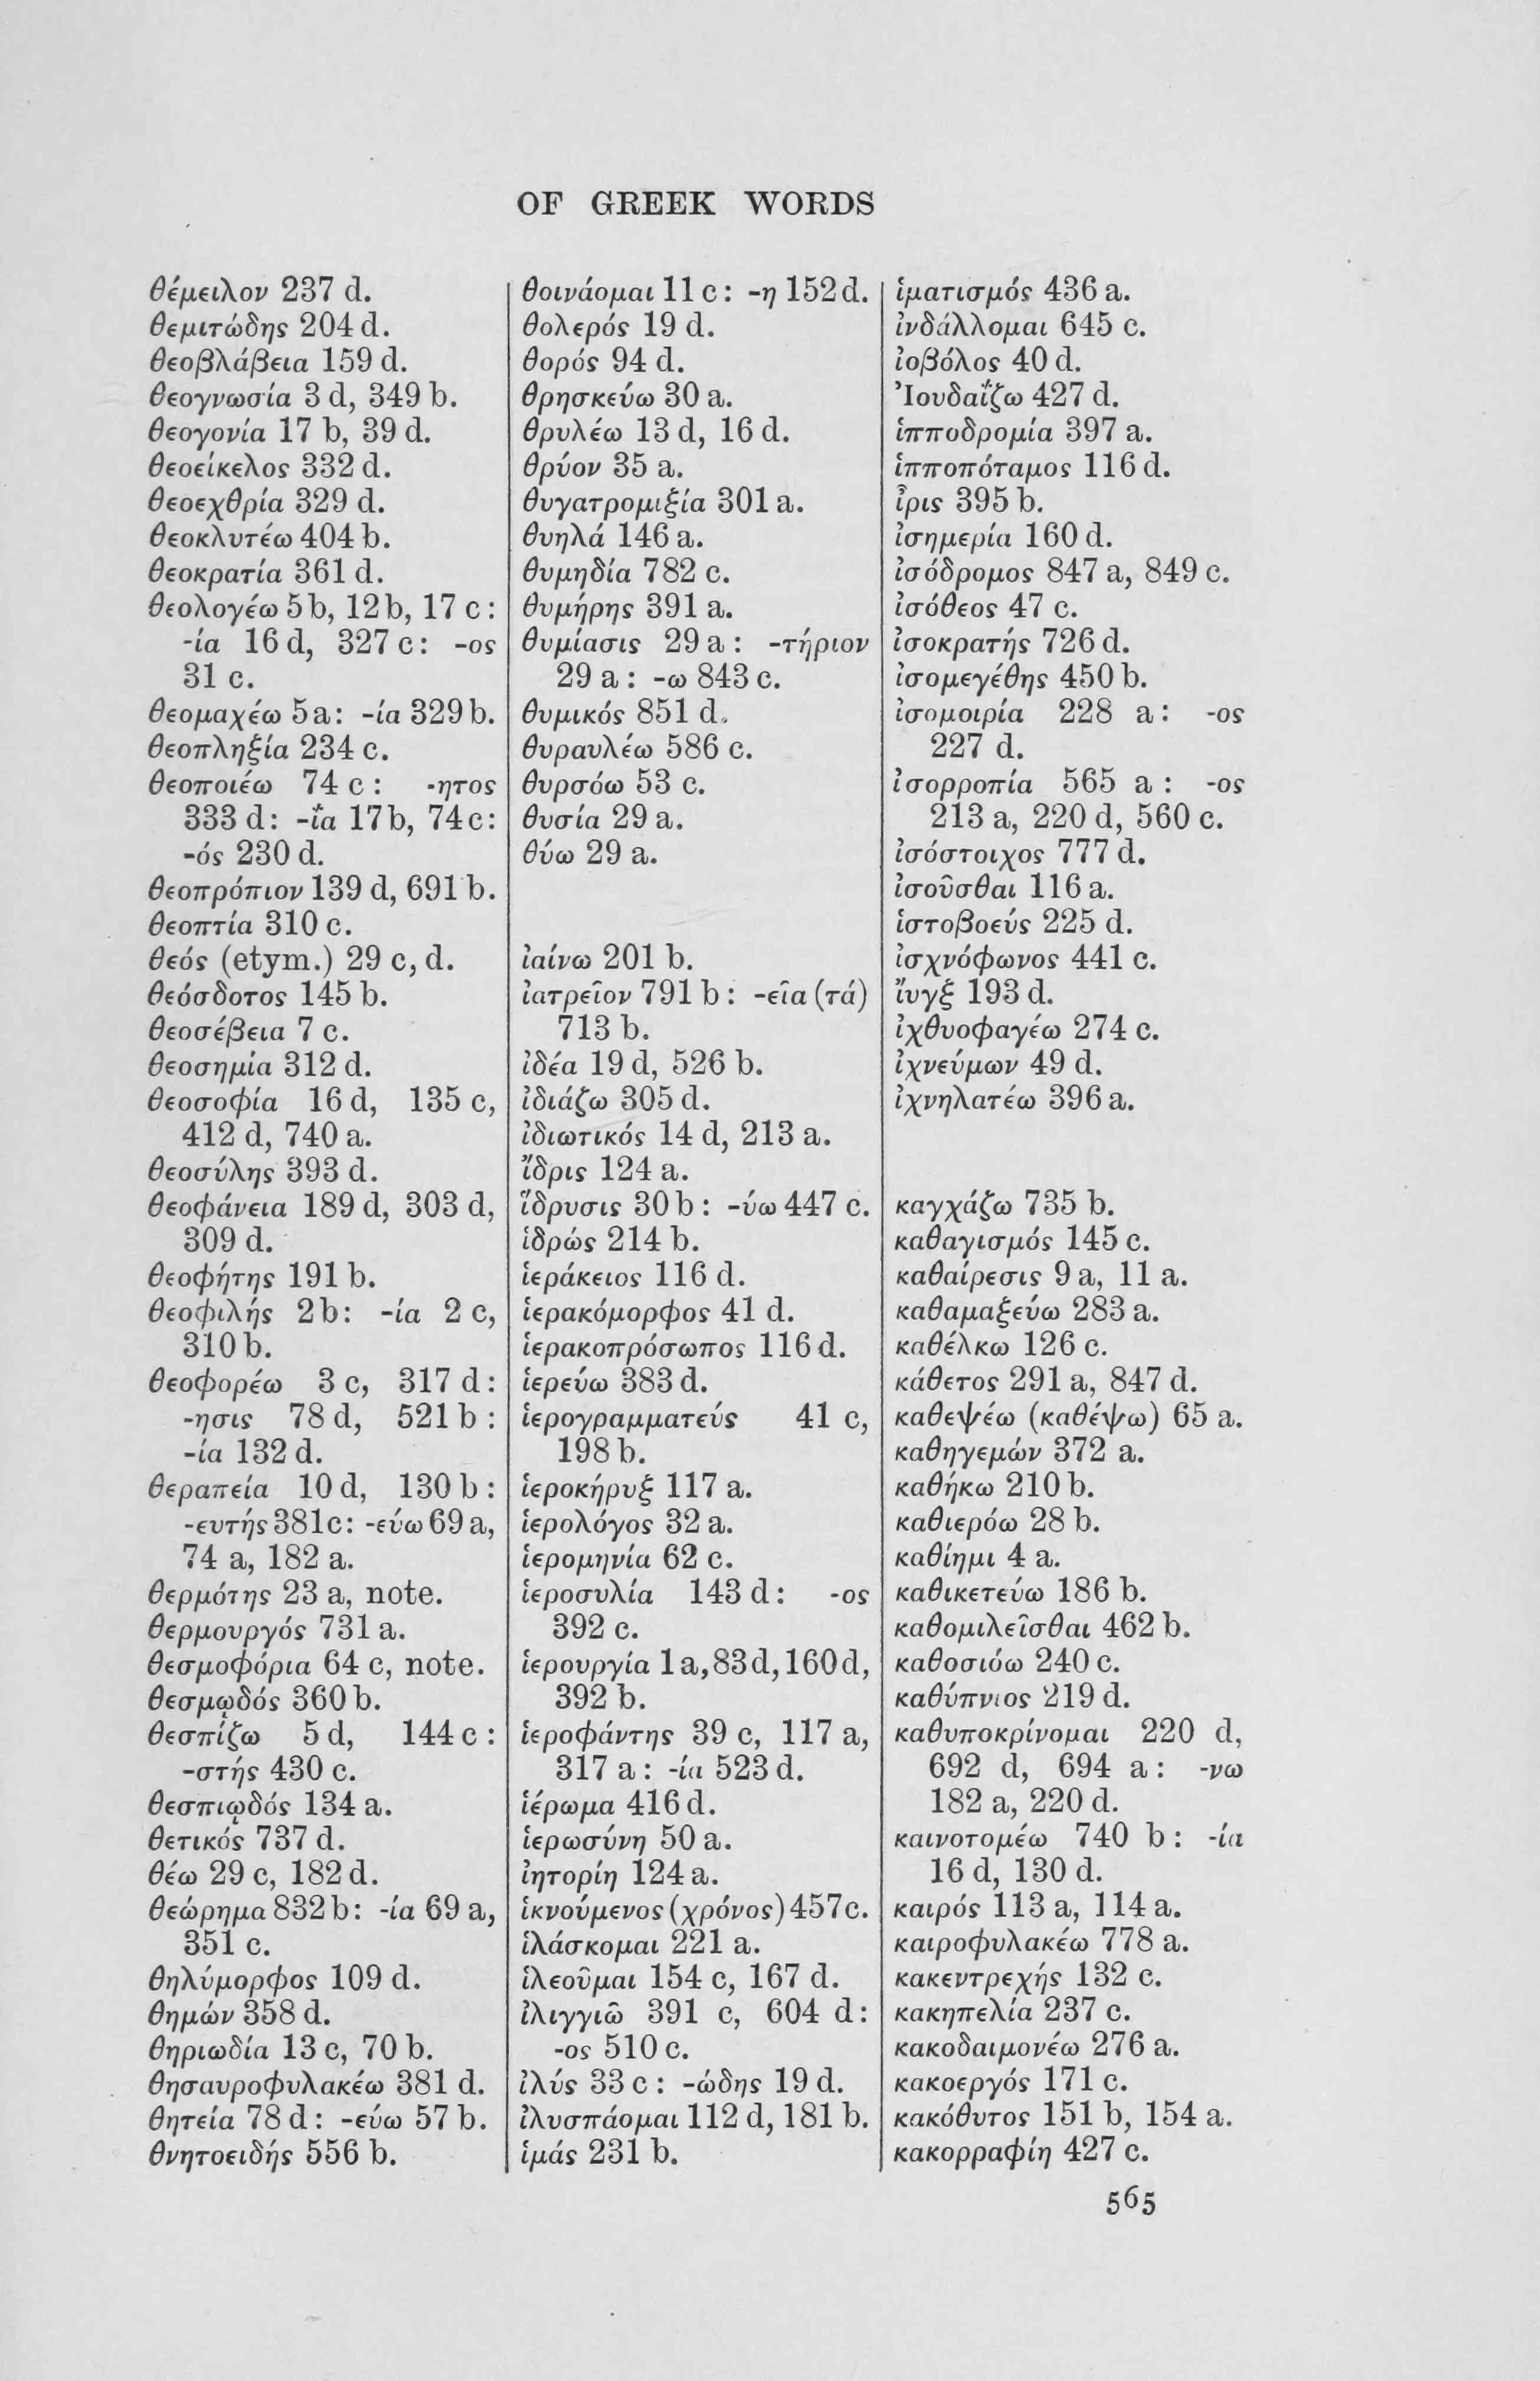 OF GREEK WORDS
θέμειλον 237 d.
θεμιτώδης 204 d.
θεοβλάβεια 159 d.
θεογνωσία 3 d, 349 b.
θεογονία 17 b, 39 d.
θεοείκελος 332 d.
θεοεχθρία 329 d.
θεοκλυτέω 404 b.
θεοκρατία 361 d.
θεολογέω 5 b, 12 b, 17 c:
-ία 16 d, 327 c: -ος
31 c.
θεομαχέω 5 a: -ία 329 b.
θεοπληξία 234 c.
θεοποιέω 74 c: -ητος
333 d: -ΐα 17 b, 74 c:
-ός 230 d.
θεοπρόπιον 139 d, 691 b.
θεοπτία 310 c.
θεός (etym.) 29 c, d.
θεόσδοτος 145 b.
θεοσέβεια 7 c.
θεοσημία 312 d.
θεοσοφία 16 d, 135 c,
412 d, 740 a.
θεοσύλης 393 d.
θεοφάνεια 189 d, 303 d,
309 d.
θεοφήτης 191 b.
θεοφιλής 2 b: -ία 2 c,
310 b.
θεοφορέω 3 c, 317 d:
-ησις 78 d, 521 b:
-ία 132 d.
θεραπεία 10 d, 130 b:
-ευτής 381 c: -εύω 69 a,
74 a, 182 a.
θερμότης 23 a, note.
θερμουργός 731 a.
θεσμοφόρια 64 c, note.
θεσμῳδός 360 b.
θεσπίζω 5 d, 144 c:
-στής 430 c.
θεσπιῳδός 134 a.
θετικός 737 d.
θέω 29 c, 182 d.
θεώρημα 832 b: -ία 69 a,
351 c.
θηλύμορφος 109 d.
θημών 358 d.
θηριωδία 13 c, 70 b.
θησαυροφυλακέω 381 d.
θητεία 78 d: -εύω 57 b.
θνητοειδής 556 b.
θοινάομαι 11 c: -η 152 d.
θολερός 19 d.
θορός 94 d.
θρησκεύω 30 a.
θρυλέω 13 d, 16 d.
θρύον 35 a.
θυγατρομιξία 301 a.
θυηλά 146 a.
θυμηδία 782 c.
θυμήρης 391 a.
θυμίασις 29 a: -τήριον
29 a: -ω 843 c.
θυμικός 851 d.
θυραυλέω 586 c.
θυρσόω 53 c.
θυσία 29 a.
θύω 29 a.
ἰαίνω 201 b.
ἰατρεῖον 791 b: -εῖα (τά)
713 b.
ἰδέα 19 d, 526 b.
ἰδιάζω 305 d.
ἰδιωτικός 14 d, 213 a.
ἴδρις 124 a.
ἵδρυσις 30 b: -ύω 447 c.
ἱδρώς 214 b.
ἱεράκειος 116 d.
ἱερακόμορφος 41 d.
ἱερακοπρόσωπος 116 d.
ἱερεύω 383 d.
ἱερογραμματεύς 41 c,
198 b.
ἱεροκήρυξ 117 a.
ἱερολόγος 32 a.
ἱερομηνία 62 c.
ἱεροσυλία 143 d: -ος
392 c.
ἱερουργία 1 a, 83 d, 160 d,
392 b.
ἱεροφάντης 39 c, 117 a,
317 a: -ία 523 d.
ἱέρωμα 416 d.
ἱερωσύνη 50 a.
ἰητορίη 124 a.
ἱκνούμενος (χρόνος) 457 c.
ἱλάσκομαι 221 a.
ἱλεοῦμαι 154 c, 167 d.
ἰλιγγιῶ 391 c, 604 d:
-ος 510 c.
ἰλύς 33 c: -ώδης 19 d.
ἰλυσπάομαι 112 d, 181 b.
ἱμάς 231 b.
ἱματισμός 436 a.
ἰνδάλλομαι 645 c.
ἰοβόλος 40 d.
Ἰουδαΐζω 427 d.
ἱπποδρομία 397 a.
ἱπποπόταμος 116 d.
ἶρις 395 b.
ἰσημερία 160 d.
ἰσόδρομος 847 a, 849 c.
ἰσόθεος 47 c.
ἰσοκρατής 726 d.
ἰσομεγέθης 450 b.
ἰσομοιρία 228 a: -ος
227 d.
ἰσορροπία 565 a: -ος
213 a, 220 d, 560 c.
ἰσόστοιχος 777 d.
ἰσοῦσθαι 116 a.
ἱστοβοεύς 225 d.
ἰσχνόφωνος 441 c.
ἴυγξ 193 d.
ἰχθυοφαγέω 274 c.
ἰχνεύμων 49 d.
ἰχνηλατέω 396 a.
καγχάζω 735 b.
καθαγισμός 145 c.
καθαίρεσις 9 a, 11 a.
καθαμαξεύω 283 a.
καθέλκω 126 c.
κάθετος 291 a, 847 d.
καθεψέω (καθέψω) 65 a.
καθηγεμών 372 a.
καθήκω 210 b.
καθιερόω 28 b.
καθίημι 4 a.
καθικετεύω 186 b.
καθομιλεῖσθαι 462 b.
καθοσιόω 240 c.
καθύπνιος 219 d.
καθυποκρίνομαι 220 d,
692 d, 694 a: -νω
182 a, 220 d.
καινοτομέω 740 b: -ία
16 d, 130 d.
καιρός 113 a, 114 a.
καιροφυλακέω 778 a.
κακεντρεχής 132 c.
κακηπελία 237 c.
κακοδαιμονέω 276 a.
κακοεργός 171 c.
κακόθυτος 151 b, 154 a.
κακορραφίη 427 c.
565